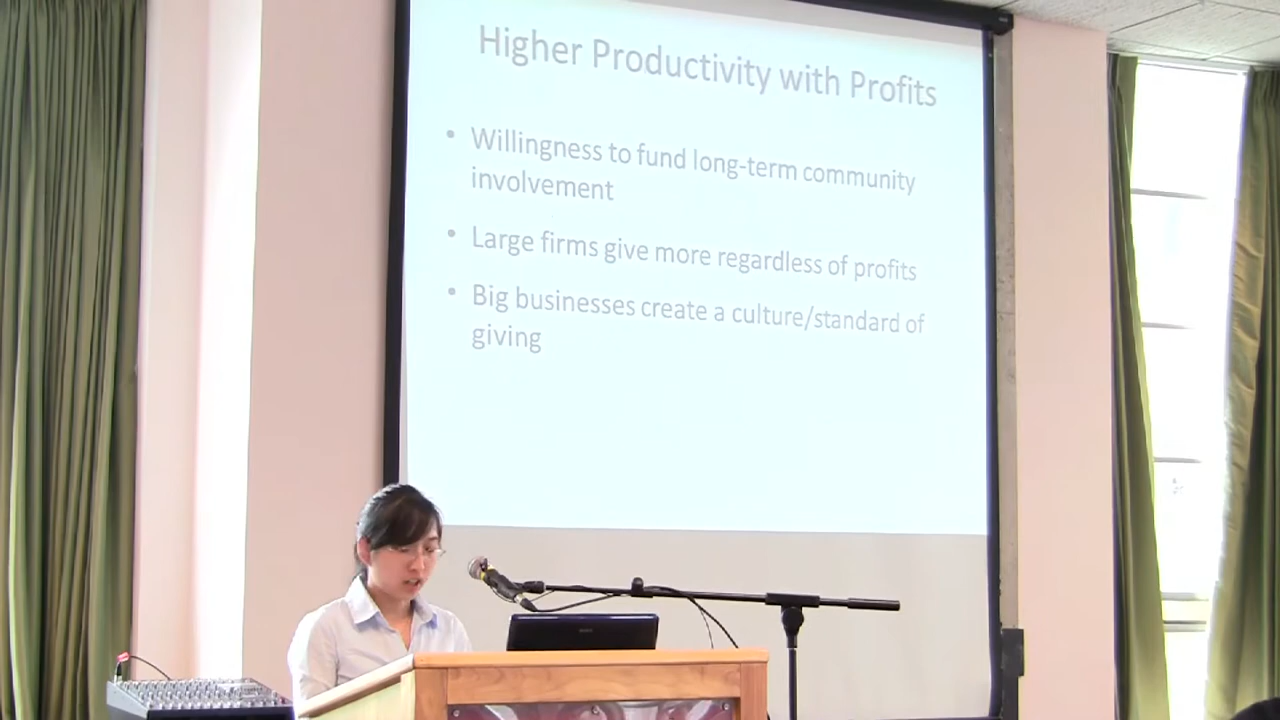 Higher Productivity with Profits
• Willingness to fund long-term community
involvement
• Large firms give more regardless of profits
• Big businesses create a culture/standard of
giving